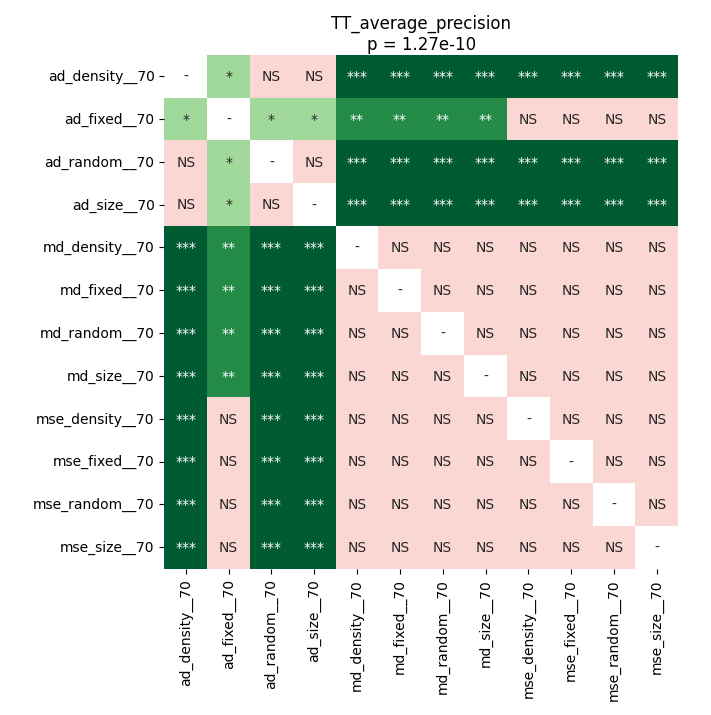 TT_average_precision
p = 1.27e-10
ad_density__70 - * NS NS *** *** *** *** *** *** *** ***
ad_fixed__70 * - * * ** ** ** ** NS NS NS NS
ad_random__70 NS * - NS *** *** *** *** *** *** *** ***
ad_size__70 NS * NS - *** *** *** *** *** *** *** ***
md_density__70 *** ** *** *** - NS NS NS NS NS NS NS
md_fixed__70 *** ** *** *** NS - NS NS NS NS NS NS
md_random__70 *** ** *** *** NS NS - NS NS NS NS NS
md_size__70 *** ** *** *** NS NS NS - NS NS NS NS
mse_density__70 *** NS *** *** NS NS NS NS - NS NS NS
mse_fixed__70 *** NS *** *** NS NS NS NS NS - NS NS
mse_random__70 *** NS *** *** NS NS NS NS NS NS - NS
mse_size__70 *** NS *** *** NS NS NS NS NS NS NS -
ad_density__70
ad_fixed__70
ad_random__70
ad_size__70
md_density__70
md_fixed__70
md_random__70
md_size__70
mse_density__70
mse_fixed__70
mse_random__70
mse_size__70